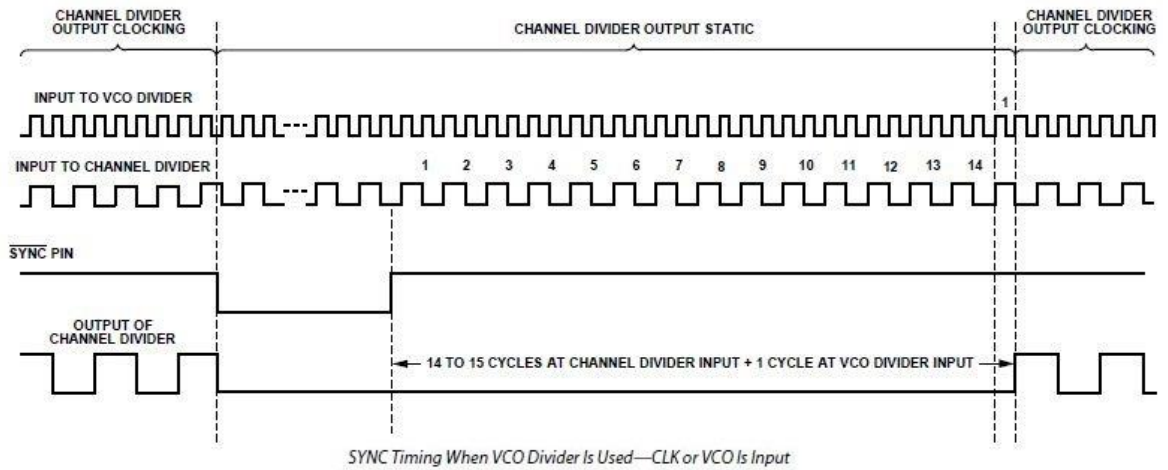 CHANNEL DIVIDER
OUTPUT CLOCKING
CHANNEL DIVIDER OUTPUT STATIC
CHANNEL DIVIDER
OUTPUT CLOCKING
INPUT TO VCO DIVIDER
1
INPUT TO CHANNEL DIVIDER
1 2 3 4 5 6 7 8 9 10 11 12 13 14
SYNC PIN
OUTPUT OF
CHANNEL DIVIDER
14 TO 15 CYCLES AT CHANNEL DIVIDER INPUT + 1 CYCLE AT VCO DIVIDER INPUT
SYNC Timing When VCO Divider Is Used—CLK or VCO Is Input